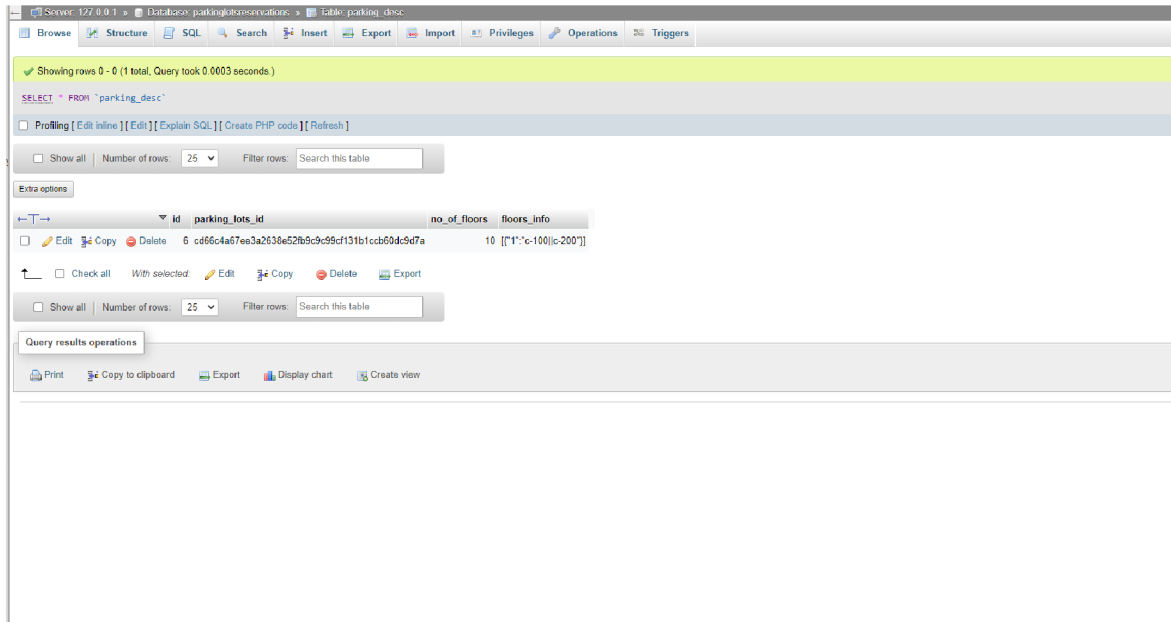 Server: 127.0.0.1 » Database: parkinglotsreservations » Table: parking_desc
Browse Structure SQL Search Insert Export Import Privileges Operations Triggers
Showing rows 0 - 0 (1 total, Query took 0.0003 seconds.)
SELECT * FROM `parking_desc`
Profiling [ Edit inline ] [ Edit ] [ Explain SQL ] [ Create PHP code ] [ Refresh ]
Show all | Number of rows: 25 Filter rows: Search this table
Extra options
←T→ id parking_lots_id no_of_floors floors_info
Edit Copy Delete 6 cd66c4a67ee3a2638e52fb9c9c99cf131b1ccb60dc9d7a 10 [{"1":"c-100||c-200"}]
Check all With selected: Edit Copy Delete Export
Show all | Number of rows: 25 Filter rows: Search this table
Query results operations
Print Copy to clipboard Export Display chart Create view